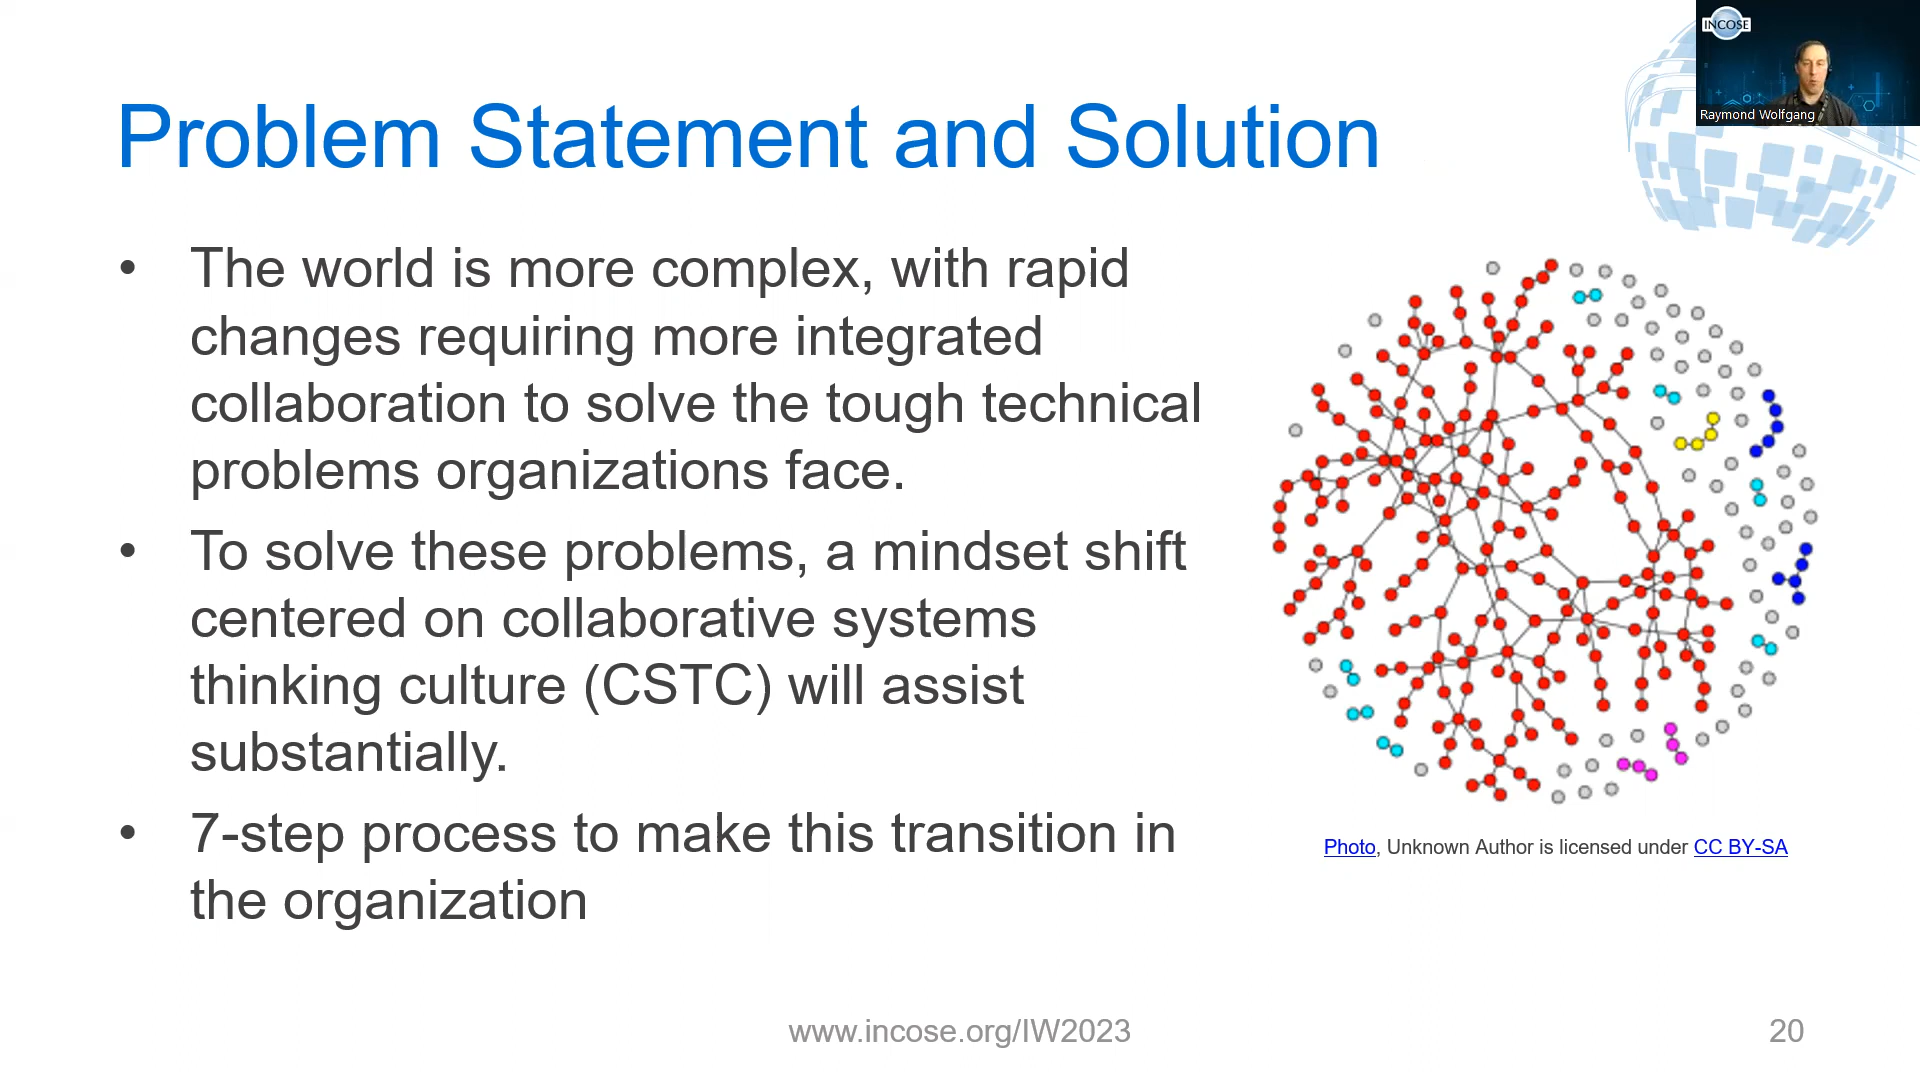 INCOSE
Raymond Wolfgang
Problem Statement and Solution
• The world is more complex, with rapid
changes requiring more integrated
collaboration to solve the tough technical
problems organizations face.
• To solve these problems, a mindset shift
centered on collaborative systems
thinking culture (CSTC) will assist
substantially.
• 7-step process to make this transition in
the organization
Photo, Unknown Author is licensed under CC BY-SA
www.incose.org/IW2023
20